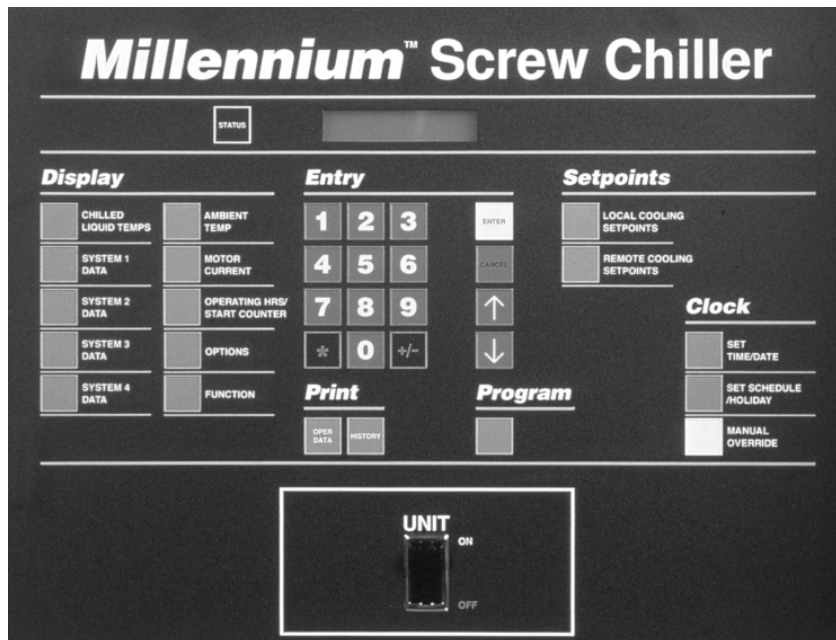 Millennium™ Screw Chiller
STATUS
Display
CHILLED
LIQUID TEMPS
AMBIENT
TEMP
SYSTEM 1
DATA
MOTOR
CURRENT
SYSTEM 2
DATA
OPERATING HRS/
START COUNTER
SYSTEM 3
DATA
OPTIONS
SYSTEM 4
DATA
FUNCTION
Entry
1 2 3
ENTER
4 5 6
CANCEL
7 8 9
↑
* 0 +/-
↓
Print
OPER
DATA
HISTORY
Program
Setpoints
LOCAL COOLING
SETPOINTS
REMOTE COOLING
SETPOINTS
Clock
SET
TIME/DATE
SET SCHEDULE
/HOLIDAY
MANUAL
OVERRIDE
UNIT
ON
OFF